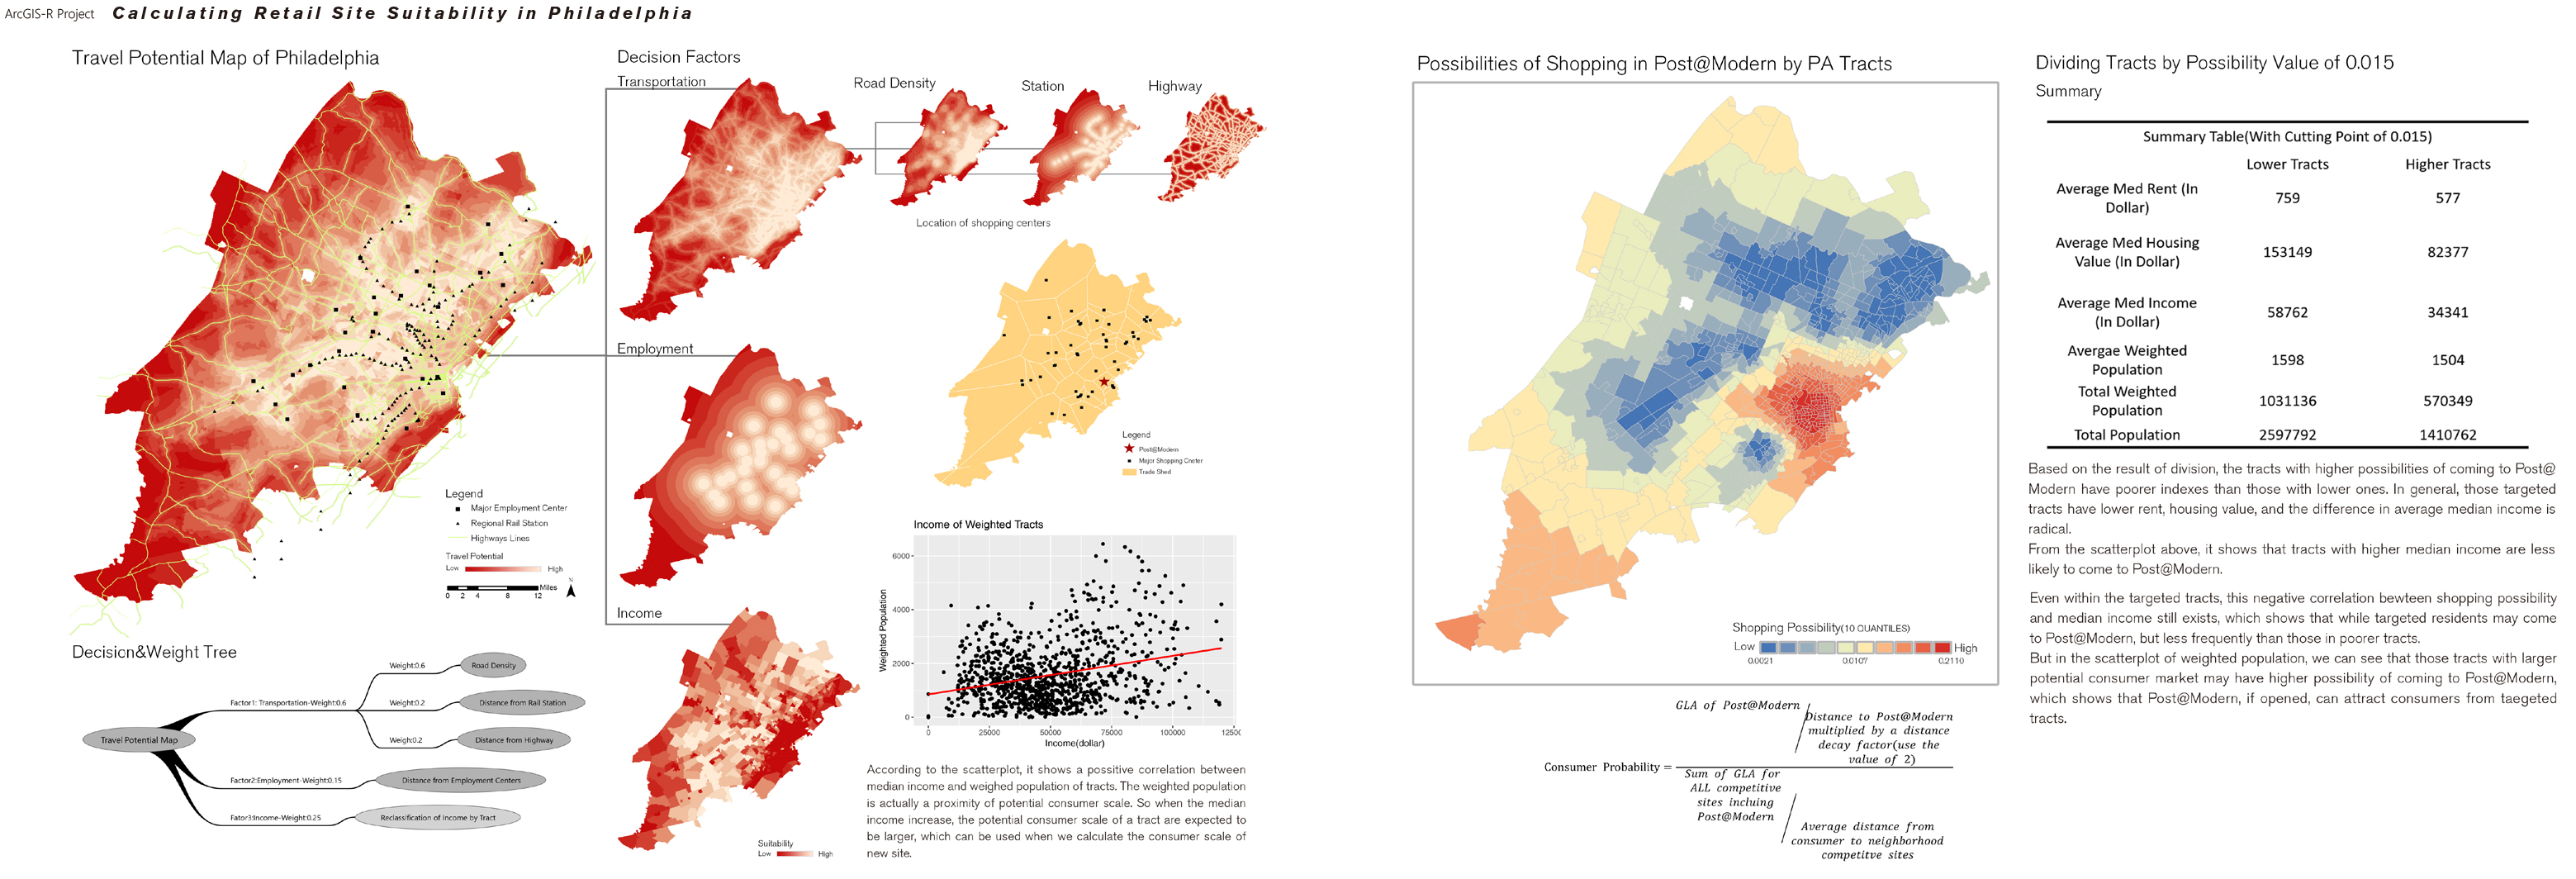 ArcGIS-R Project
Calculating Retail Site Suitability in Philadelphia
Travel Potential Map of Philadelphia
Legend
Major Employment Center
Regional Rail Station
Highways Lines
Travel Potential
Low
High
Miles
N
0 2 4 8 12
Decision&Weight Tree
Travel Potential Map
Factor1: Transportation-Weight:0.6
Weight:0.6
Road Density
Weight:0.2
Distance from Rail Station
Weigh:0.2
Distance from Highway
Factor2:Employment-Weight:0.15
Distance from Employment Centers
Fator3:Income-Weight:0.25
Reclassification of Income by Tract
Decision Factors
Transportation
Employment
Income
Suitability
Low
High
Road Density
Station
Highway
Location of shopping centers
Legend
Post@Modern
Major Shopping Cneter
Trade Shed
Income of Weighted Tracts
Weighted Population
6000
4000
2000
0
0 25000 50000 75000 100000 12500
Income(dollar)
According to the scatterplot, it shows a possitive correlation between
median income and weighed population of tracts. The weighted population
is actually a proximity of potential consumer scale. So when the median
income increase, the potential consumer scale of a tract are expected to
be larger, which can be used when we calculate the consumer scale of
new site.
Possibilities of Shopping in Post@Modern by PA Tracts
Shopping Possibility(10 QUANTILES)
Low
High
0.0021 0.0107 0.2110
Consumer Probability =
GLA of Post@Modern
Distance to Post@Modern
multiplied by a distance
decay factor(use the
value of 2)
Sum of GLA for
ALL competitive
sites incluing
Post@Modern
Average distance from
consumer to neighborhood
competitve sites
Dividing Tracts by Possibility Value of 0.015
Summary
Summary Table(With Cutting Point of 0.015)
Lower Tracts Higher Tracts
Average Med Rent (In
Dollar)
759 577
Average Med Housing
Value (In Dollar)
153149 82377
Average Med Income
(In Dollar)
58762 34341
Avergae Weighted
Population
1598 1504
Total Weighted
Population
1031136 570349
Total Population 2597792 1410762
Based on the result of division, the tracts with higher possibilities of coming to Post@
Modern have poorer indexes than those with lower ones. In general, those targeted
tracts have lower rent, housing value, and the difference in average median income is
radical.
From the scatterplot above, it shows that tracts with higher median income are less
likely to come to Post@Modern.
Even within the targeted tracts, this negative correlation bewteen shopping possibility
and median income still exists, which shows that while targeted residents may come
to Post@Modern, but less frequently than those in poorer tracts.
But in the scatterplot of weighted population, we can see that those tracts with larger
potential consumer market may have higher possibility of coming to Post@Modern,
which shows that Post@Modern, if opened, can attract consumers from taegeted
tracts.